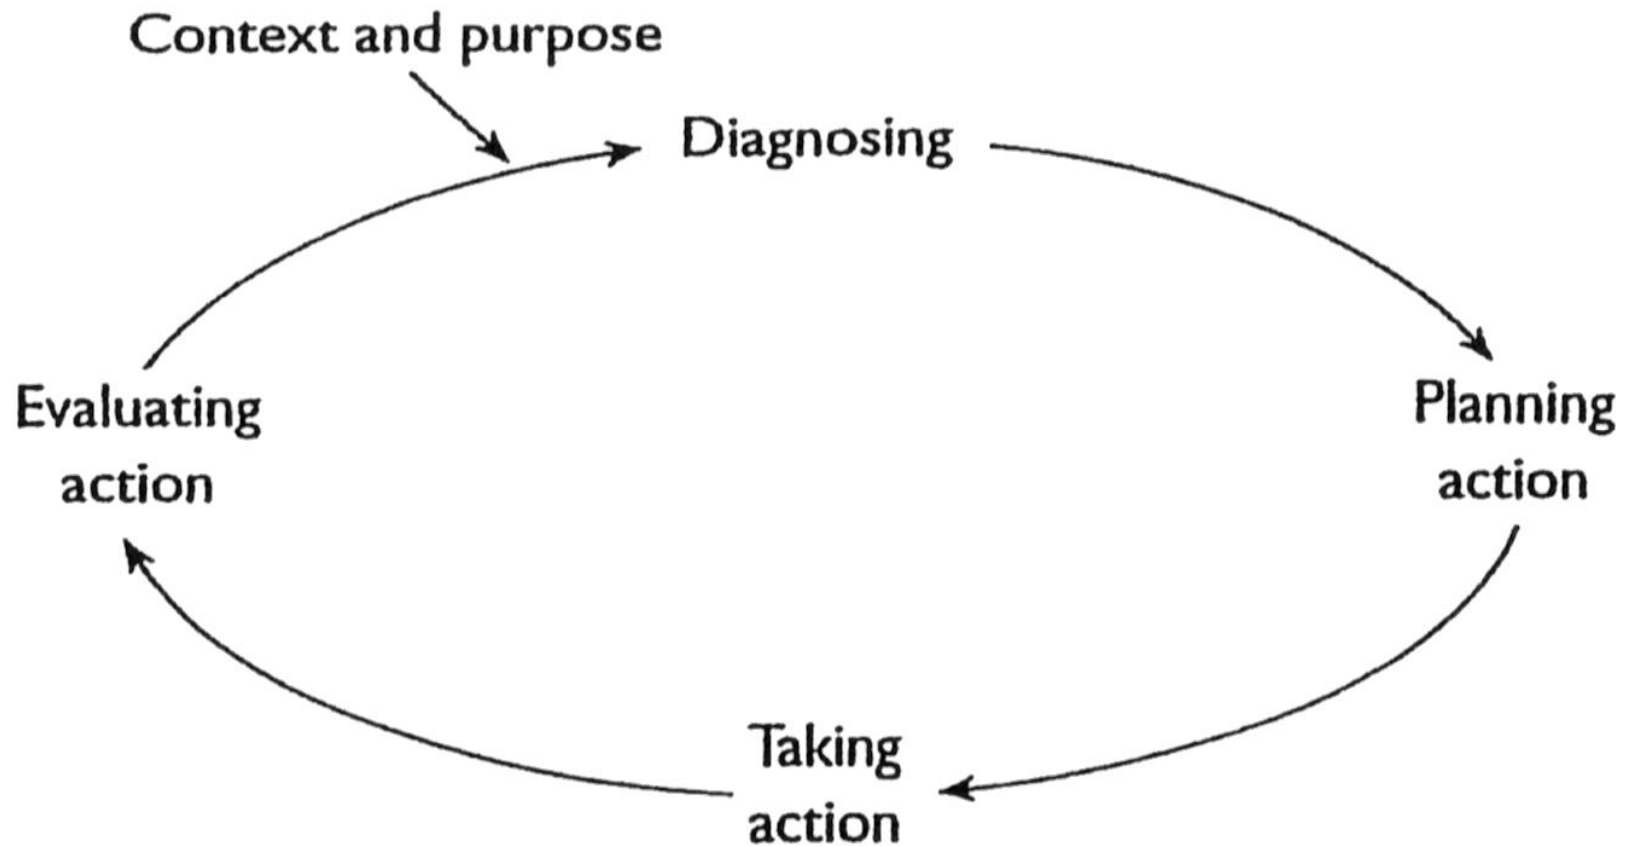 Context and purpose
Diagnosing
Evaluating
action
Planning
action
Taking
action